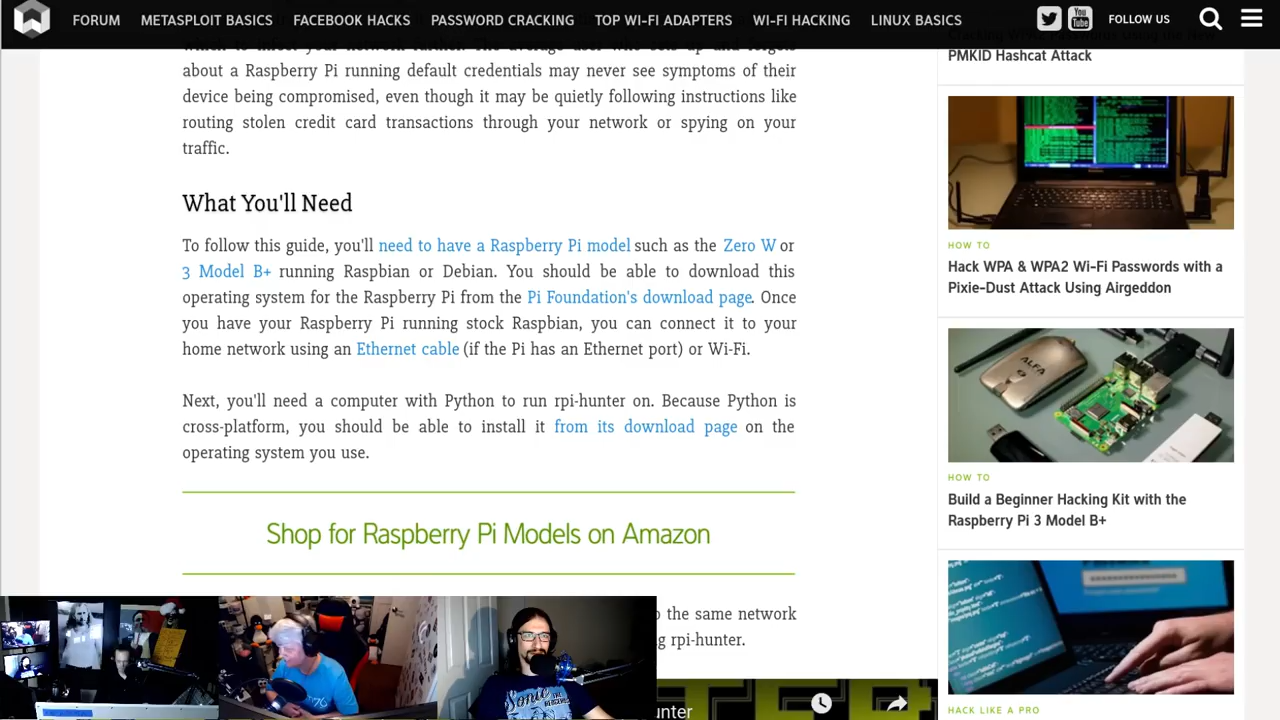 FORUM METASPLOIT BASICS FACEBOOK HACKS PASSWORD CRACKING TOP WI-FI ADAPTERS WI-FI HACKING LINUX BASICS FOLLOW US
about a Raspberry Pi running default credentials may never see symptoms of their
device being compromised, even though it may be quietly following instructions like
routing stolen credit card transactions through your network or spying on your
traffic.
What You'll Need
To follow this guide, you'll need to have a Raspberry Pi model such as the Zero W or
3 Model B+ running Raspbian or Debian. You should be able to download this
operating system for the Raspberry Pi from the Pi Foundation's download page. Once
you have your Raspberry Pi running stock Raspbian, you can connect it to your
home network using an Ethernet cable (if the Pi has an Ethernet port) or Wi-Fi.
Next, you'll need a computer with Python to run rpi-hunter on. Because Python is
cross-platform, you should be able to install it from its download page on the
operating system you use.
Shop for Raspberry Pi Models on Amazon
the same network
rpi-hunter.
PMKID Hashcat Attack
HOW TO
Hack WPA & WPA2 Wi-Fi Passwords with a
Pixie-Dust Attack Using Airgeddon
ALFA
HOW TO
Build a Beginner Hacking Kit with the
Raspberry Pi 3 Model B+
HACK LIKE A PRO